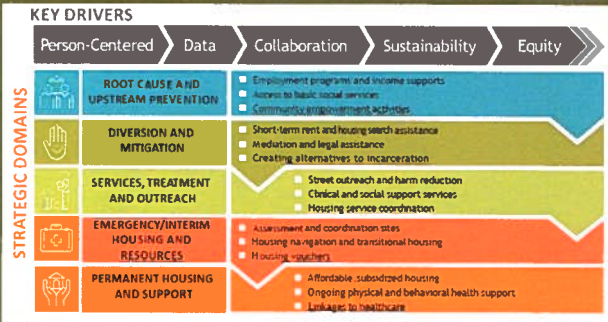 KEY DRIVERS
Person-Centered
Data
Collaboration
Sustainability
Equity
STRATEGIC DOMAINS
ROOT CAUSE AND
UPSTREAM PREVENTION
Employment programs and income supports
Access to basic social services
Community empowerment activities
DIVERSION AND
MITIGATION
Short-term rent and housing search assistance
Mediation and legal assistance
Creating alternatives to incarceration
SERVICES, TREATMENT
AND OUTREACH
Street outreach and harm reduction
Clinical and social support services
Housing service coordination
EMERGENCY/INTERIM
HOUSING AND
RESOURCES
Assessment and coordination sites
Housing navigation and transitional housing
Housing vouchers
PERMANENT HOUSING
AND SUPPORT
Affordable, subsidized housing
Ongoing physical and behavioral health support
Linkages to healthcare